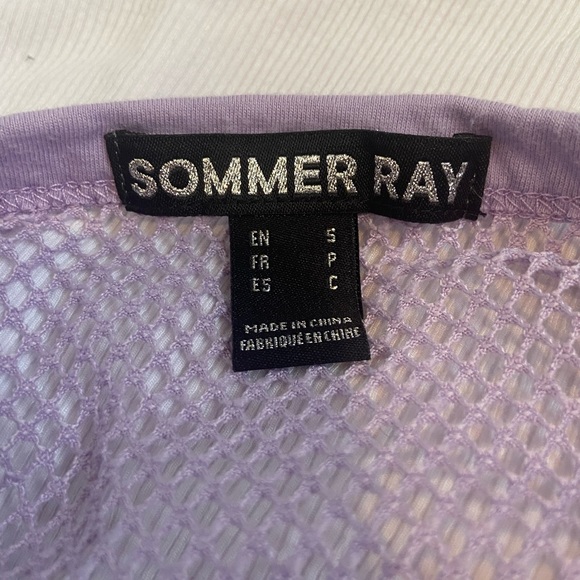 SOMMER RAY
EN S
FR P
ES C
MADE IN CHINA
FABRIQUÉ EN CHINE